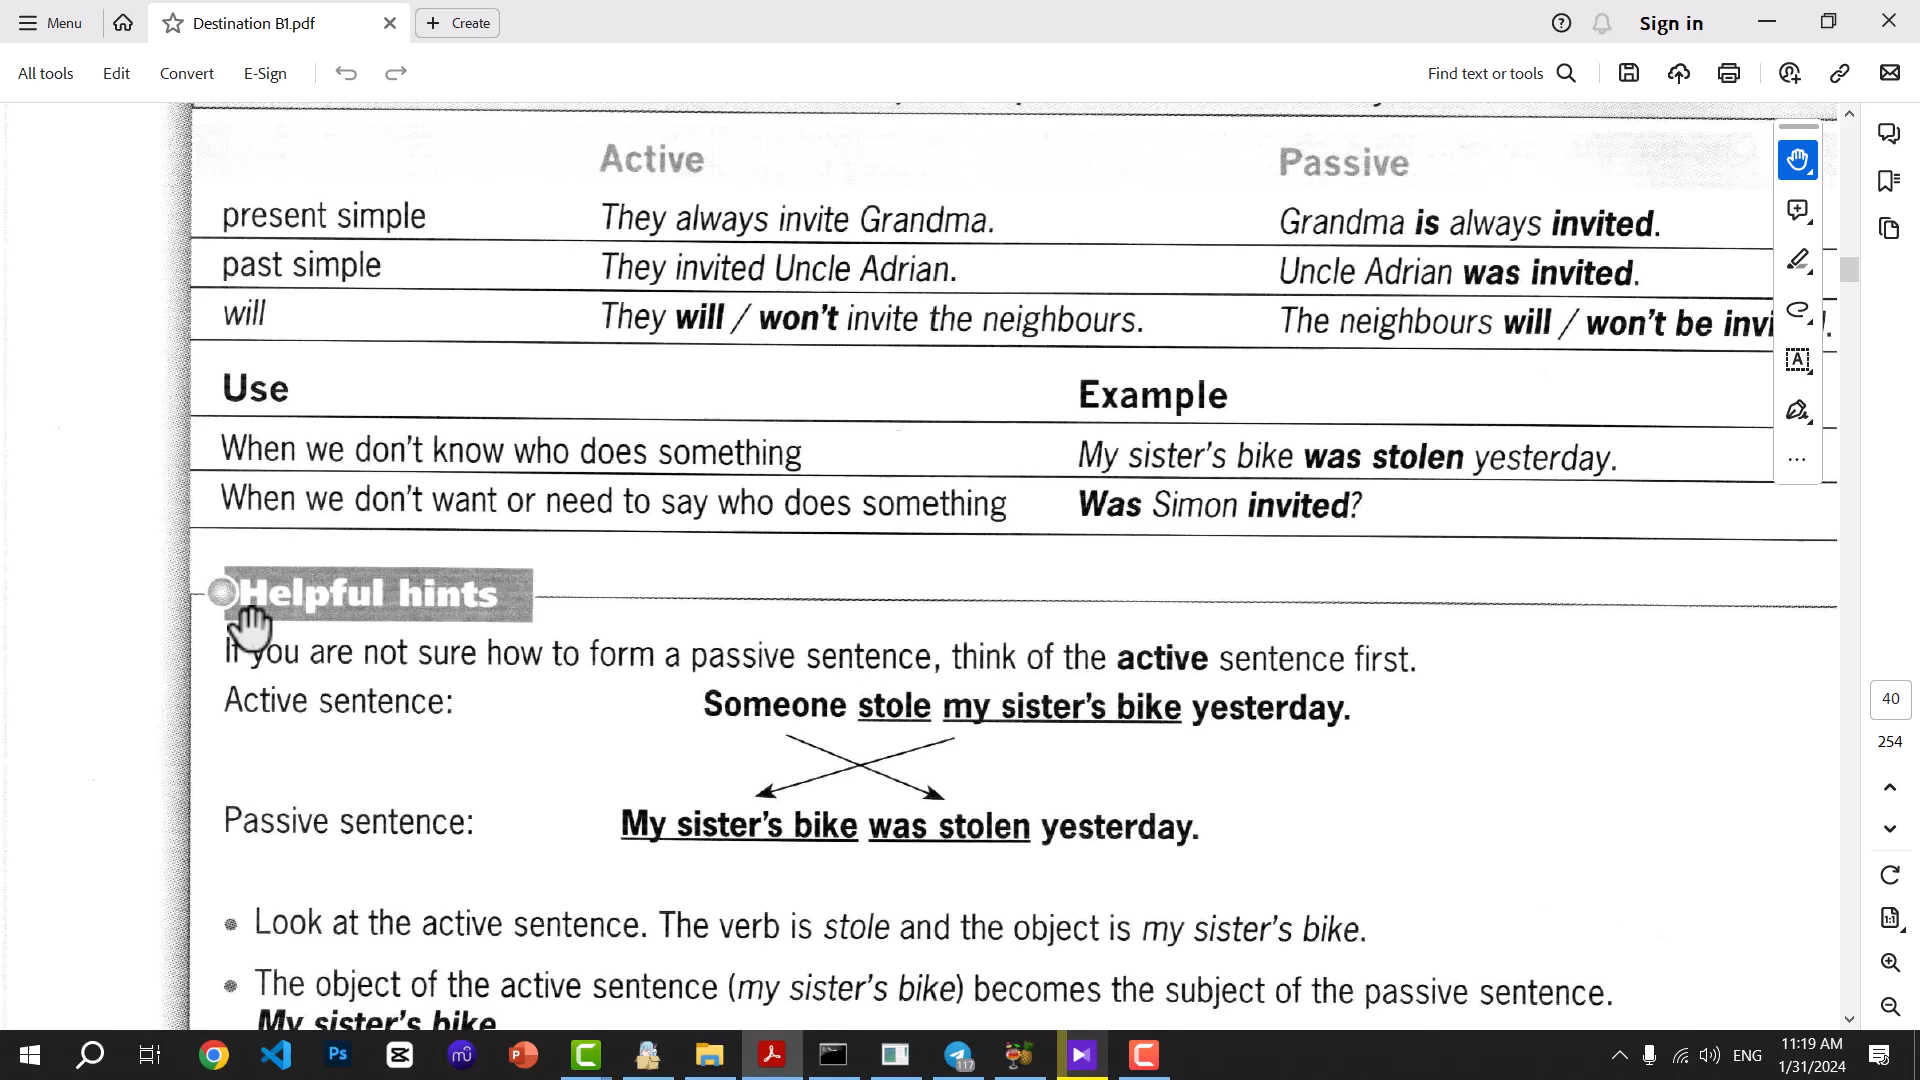 Menu
Destination B1.pdf
Create
Sign in
All tools
Edit
Convert
E-Sign
Find text or tools
Active Passive
present simple They always invite Grandma. Grandma is always invited.
past simple They invited Uncle Adrian. Uncle Adrian was invited.
will They will / won't invite the neighbours. The neighbours will / won't be
Use Example
When we don't know who does something My sister's bike was stolen yesterday.
When we don't want or need to say who does something Was Simon invited?
Helpful hints
If you are not sure how to form a passive sentence, think of the active sentence first.
Active sentence: Someone stole my sister's bike yesterday.
Passive sentence: My sister's bike was stolen yesterday.
• Look at the active sentence. The verb is stole and the object is my sister's bike.
• The object of the active sentence (my sister's bike) becomes the subject of the passive sentence.
My sister's bike
40
254
117
ENG
11:19 AM
1/31/2024